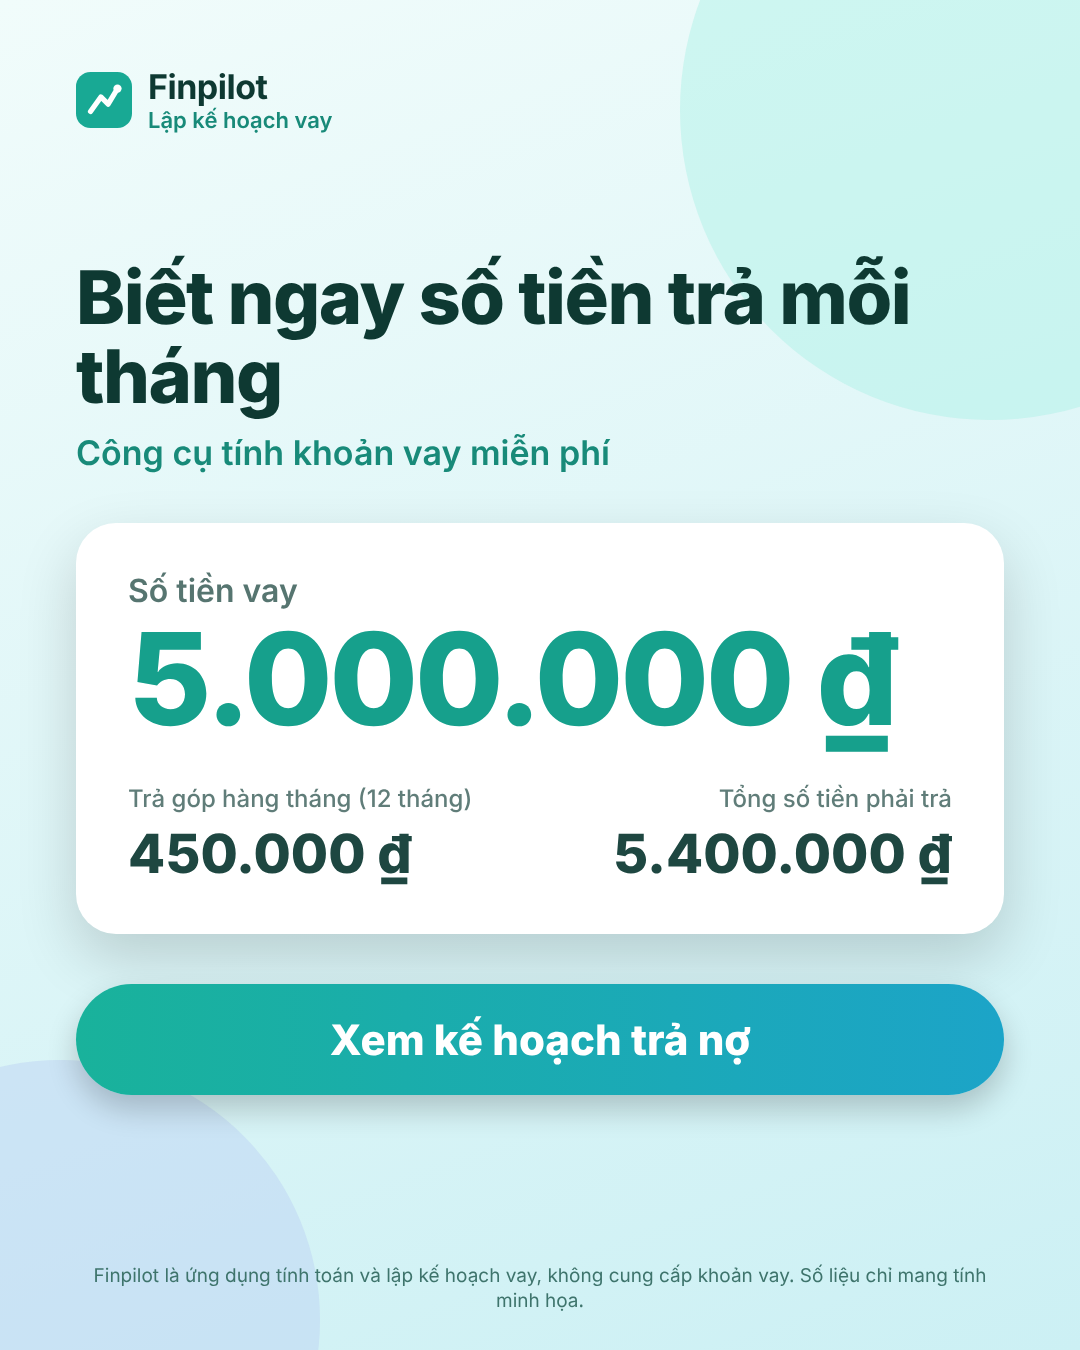 Finpilot
Lập kế hoạch vay
Biết ngay số tiền trả mỗi
tháng
Công cụ tính khoản vay miễn phí
Số tiền vay
5.000.000 ₫
Trả góp hàng tháng (12 tháng)
450.000 ₫
Tổng số tiền phải trả
5.400.000 ₫
Xem kế hoạch trả nợ
Finpilot là ứng dụng tính toán và lập kế hoạch vay, không cung cấp khoản vay. Số liệu chỉ mang tính
minh họa.